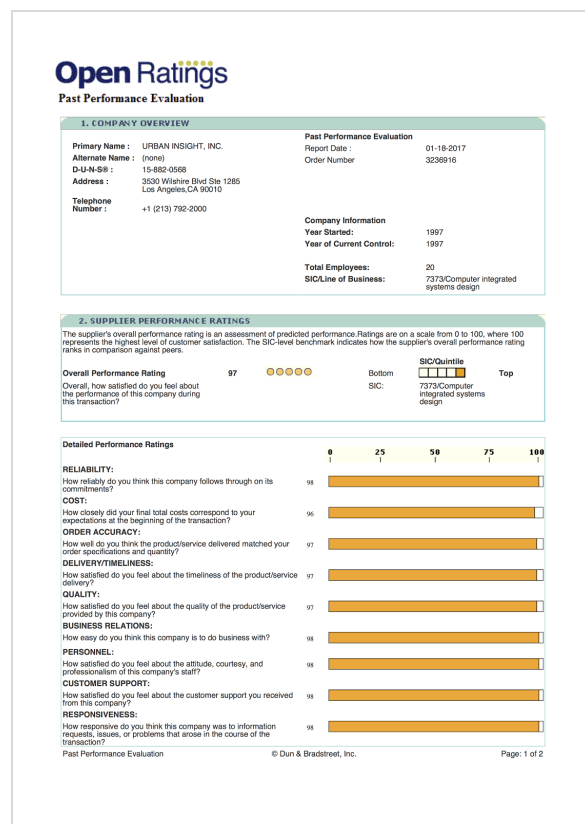 Open Ratings
Past Performance Evaluation
1. COMPANY OVERVIEW
Primary Name : URBAN INSIGHT, INC.
Alternate Name : (none)
D-U-N-S® : 15-882-0568
Address : 3530 Wilshire Blvd Ste 1285
Los Angeles,CA 90010
Telephone
Number : +1 (213) 792-2000
Past Performance Evaluation
Report Date : 01-18-2017
Order Number 3236916
Company Information
Year Started: 1997
Year of Current Control: 1997
Total Employees: 20
SIC/Line of Business: 7373/Computer integrated
systems design
2. SUPPLIER PERFORMANCE RATINGS
The supplier's overall performance rating is an assessment of predicted performance.Ratings are on a scale from 0 to 100, where 100
represents the highest level of customer satisfaction. The SIC-level benchmark indicates how the supplier's overall performance rating
ranks in comparison against peers.
SIC/Quintile
Overall Performance Rating 97 Bottom Top
Overall, how satisfied do you feel about
the performance of this company during
this transaction?
SIC: 7373/Computer
integrated systems
design
Detailed Performance Ratings
0 25 50 75 100
RELIABILITY:
How reliably do you think this company follows through on its
commitments? 98
COST:
How closely did your final total costs correspond to your
expectations at the beginning of the transaction? 96
ORDER ACCURACY:
How well do you think the product/service delivered matched your
order specifications and quantity? 97
DELIVERY/TIMELINESS:
How satisfied do you feel about the timeliness of the product/service
delivery? 97
QUALITY:
How satisfied do you feel about the quality of the product/service
provided by this company? 97
BUSINESS RELATIONS:
How easy do you think this company is to do business with? 98
PERSONNEL:
How satisfied do you feel about the attitude, courtesy, and
professionalism of this company's staff? 98
CUSTOMER SUPPORT:
How satisfied do you feel about the customer support you received
from this company? 98
RESPONSIVENESS:
How responsive do you think this company was to information
requests, issues, or problems that arose in the course of the
transaction? 98
Past Performance Evaluation © Dun & Bradstreet, Inc. Page: 1 of 2